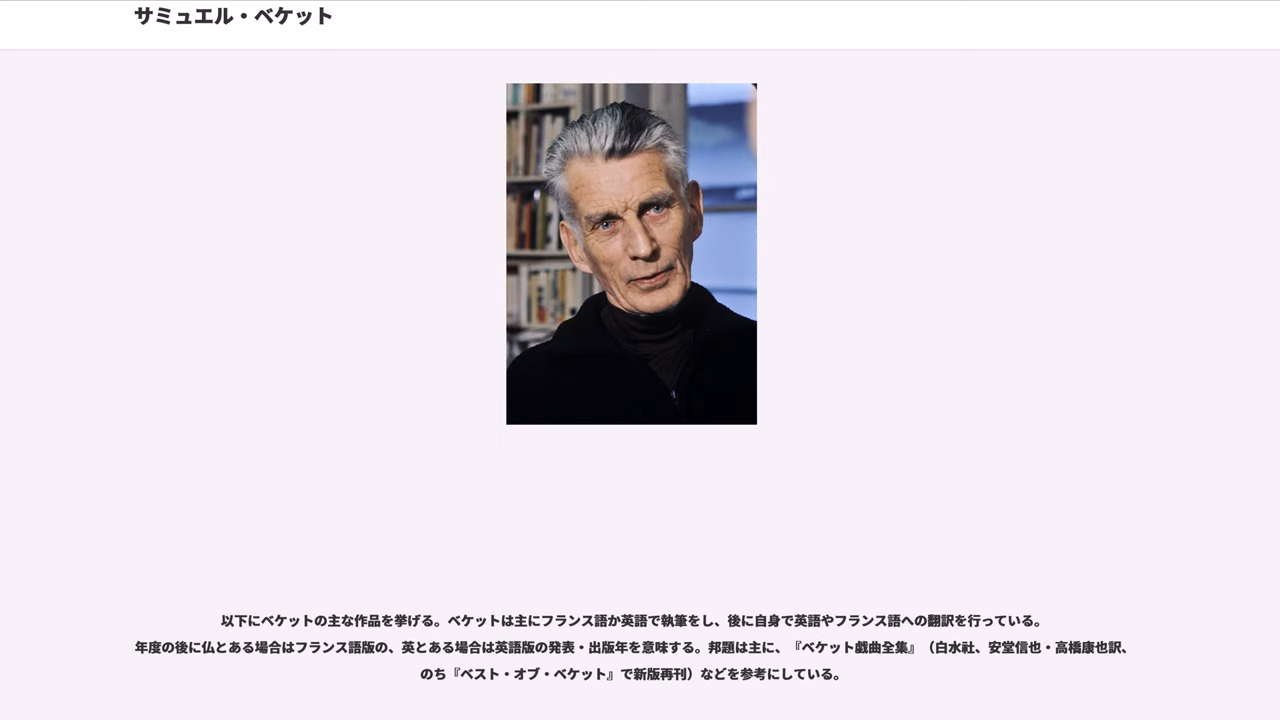 サミュエル・ベケット
以下にベケットの主な作品を挙げる。ベケットは主にフランス語か英語で執筆をし、後に自身で英語やフランス語への翻訳を行っている。
年度の後に仏とある場合はフランス語版の、英とある場合は英語版の発表・出版年を意味する。邦題は主に、『ベケット戯曲全集』（白水社、安堂信也・高橋康也訳、
のち『ベスト・オブ・ベケット』で新版再刊）などを参考にしている。